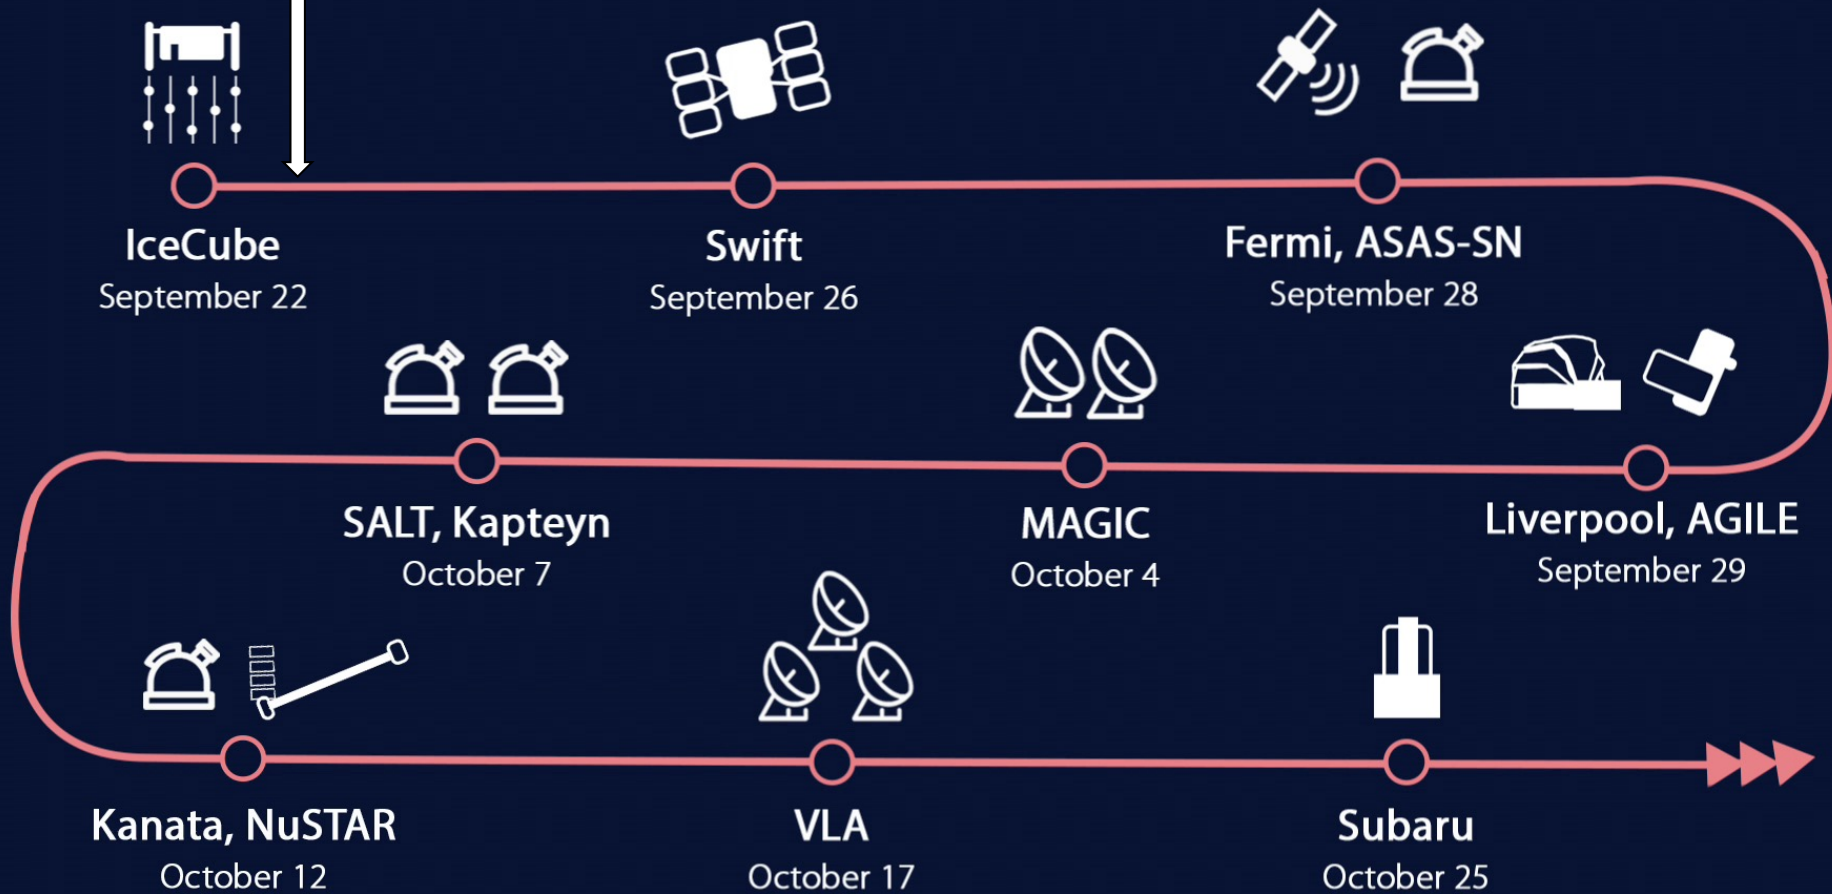 IceCube
September 22
Swift
September 26
Fermi, ASAS-SN
September 28
Liverpool, AGILE
September 29
MAGIC
October 4
SALT, Kapteyn
October 7
Kanata, NuSTAR
October 12
VLA
October 17
Subaru
October 25